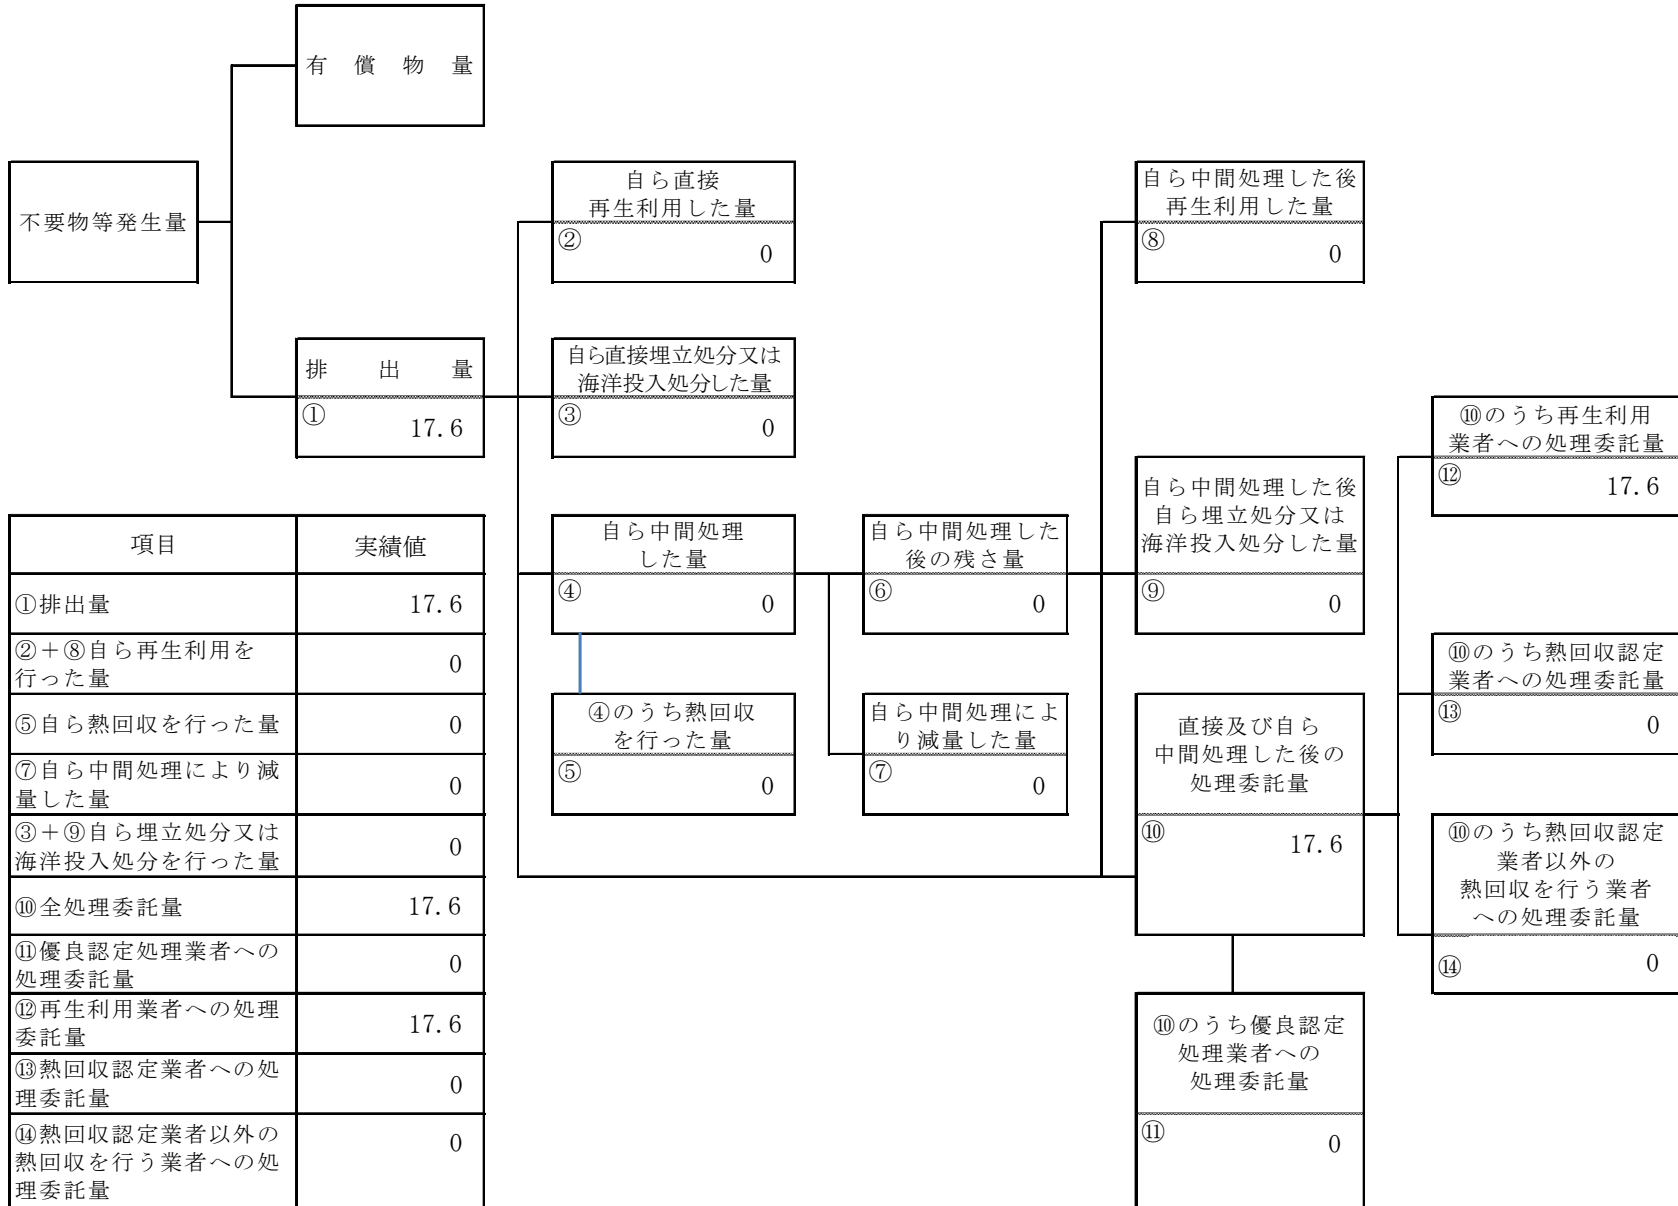 有償物量
不要物等発生量
排出量
① 17.6
自ら直接
再生利用した量
② 0
自ら直接埋立処分又は
海洋投入処分した量
③ 0
自ら中間処理
した量
④ 0
④のうち熱回収
を行った量
⑤ 0
自ら中間処理した
後の残さ量
⑥ 0
自ら中間処理によ
り減量した量
⑦ 0
自ら中間処理した後
再生利用した量
⑧ 0
自ら中間処理した後
自ら埋立処分又は
海洋投入処分した量
⑨ 0
直接及び自ら
中間処理した後の
処理委託量
⑩ 17.6
⑩のうち優良認定
処理業者への
処理委託量
⑪ 0
⑩のうち再生利用
業者への処理委託量
⑫ 17.6
⑩のうち熱回収認定
業者への処理委託量
⑬ 0
⑩のうち熱回収認定
業者以外の
熱回収を行う業者
への処理委託量
⑭ 0
項目 実績値
①排出量 17.6
②+⑧自ら再生利用を
行った量 0
⑤自ら熱回収を行った量 0
⑦自ら中間処理により減
量した量 0
③+⑨自ら埋立処分又は
海洋投入処分を行った量 0
⑩全処理委託量 17.6
⑪優良認定処理業者への
処理委託量 0
⑫再生利用業者への処理
委託量 17.6
⑬熱回収認定業者への処
理委託量 0
⑭熱回収認定業者以外の
熱回収を行う業者への処
理委託量 0